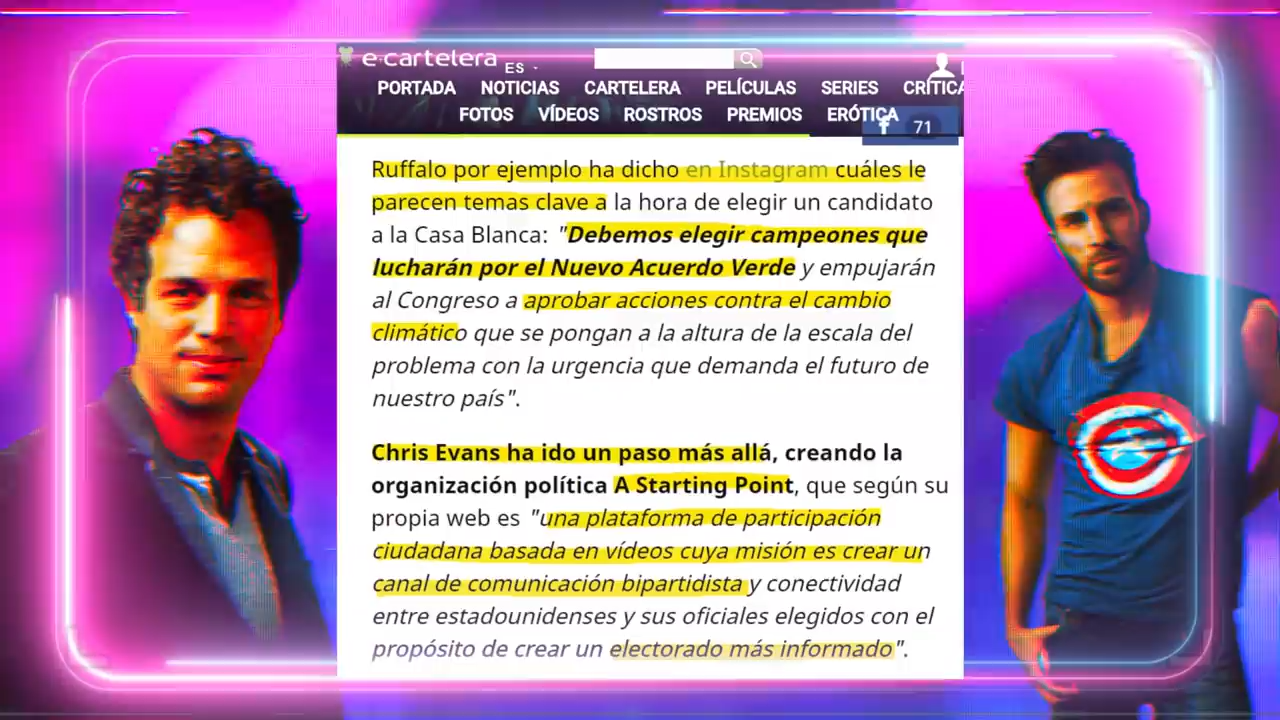 e·cartelera ES
PORTADA NOTICIAS CARTELERA PELÍCULAS SERIES CRÍTICA
FOTOS VÍDEOS ROSTROS PREMIOS ERÓTICA
f 71
Ruffalo por ejemplo ha dicho en Instagram cuáles le
parecen temas clave a la hora de elegir un candidato
a la Casa Blanca: "Debemos elegir campeones que
lucharán por el Nuevo Acuerdo Verde y empujarán
al Congreso a aprobar acciones contra el cambio
climático que se pongan a la altura de la escala del
problema con la urgencia que demanda el futuro de
nuestro país".
Chris Evans ha ido un paso más allá, creando la
organización política A Starting Point, que según su
propia web es "una plataforma de participación
ciudadana basada en vídeos cuya misión es crear un
canal de comunicación bipartidista y conectividad
entre estadounidenses y sus oficiales elegidos con el
propósito de crear un electorado más informado".